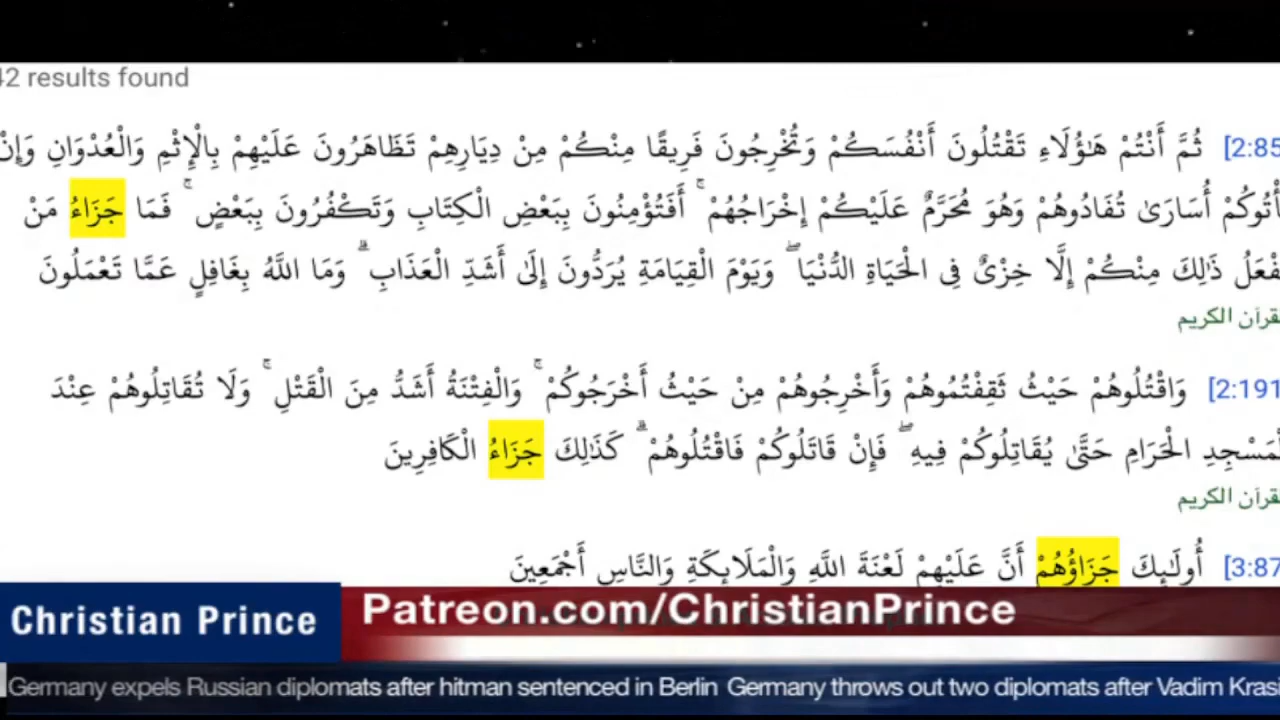 42 results found
[2:85 ثُمَّ أَنْتُمْ هَٰؤُلَاءِ تَقْتُلُونَ أَنْفُسَكُمْ وَتُخْرِجُونَ فَرِيقًا مِنْكُمْ مِنْ دِيَارِهِمْ تَظَاهَرُونَ عَلَيْهِمْ بِالْإِثْمِ وَالْعُدْوَانِ وَإِنْ
أْتُوكُمْ أُسَارَىٰ تُفَادُوهُمْ وَهُوَ مُحَرَّمٌ عَلَيْكُمْ إِخْرَاجُهُمْ ۚ أَفَتُؤْمِنُونَ بِبَعْضِ الْكِتَابِ وَتَكْفُرُونَ بِبَعْضٍ ۚ فَمَا جَزَاءُ مَنْ
فْعَلُ ذَٰلِكَ مِنْكُمْ إِلَّا خِزْيٌ فِي الْحَيَاةِ الدُّنْيَا ۖ وَيَوْمَ الْقِيَامَةِ يُرَدُّونَ إِلَىٰ أَشَدِّ الْعَذَابِ ۗ وَمَا اللَّهُ بِغَافِلٍ عَمَّا تَعْمَلُونَ
قرآن الكريم
[2:191 وَاقْتُلُوهُمْ حَيْثُ ثَقِفْتُمُوهُمْ وَأَخْرِجُوهُمْ مِنْ حَيْثُ أَخْرَجُوكُمْ ۚ وَالْفِتْنَةُ أَشَدُّ مِنَ الْقَتْلِ ۚ وَلَا تُقَاتِلُوهُمْ عِنْدَ
لْمَسْجِدِ الْحَرَامِ حَتَّىٰ يُقَاتِلُوكُمْ فِيهِ ۖ فَإِنْ قَاتَلُوكُمْ فَاقْتُلُوهُمْ ۗ كَذَٰلِكَ جَزَاءُ الْكَافِرِينَ
قرآن الكريم
[3:87 أُولَٰئِكَ جَزَاؤُهُمْ أَنَّ عَلَيْهِمْ لَعْنَةَ اللَّهِ وَالْمَلَائِكَةِ وَالنَّاسِ أَجْمَعِينَ
Patreon.com/ChristianPrince
Christian Prince
Germany expels Russian diplomats after hitman sentenced in Berlin Germany throws out two diplomats after Vadim Krasi